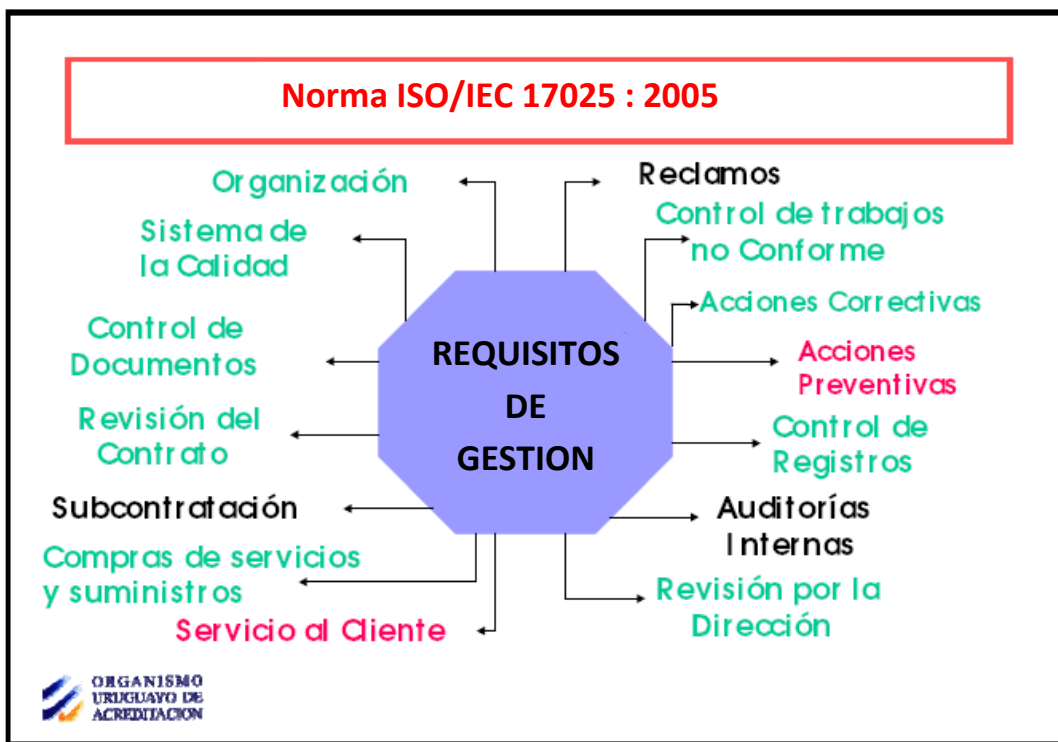 Norma ISO/IEC 17025 : 2005
Organización
Sistema de
la Calidad
Control de
Documentos
Revisión del
Contrato
Subcontratación
Compras de servicios
y suministros
Servicio al Cliente
REQUISITOS
DE
GESTION
Reclamos
Control de trabajos
no Conforme
Acciones Correctivas
Acciones
Preventivas
Control de
Registros
Auditorías
Internas
Revisión por la
Dirección
ORGANISMO
URUGUAYO DE
ACREDITACION